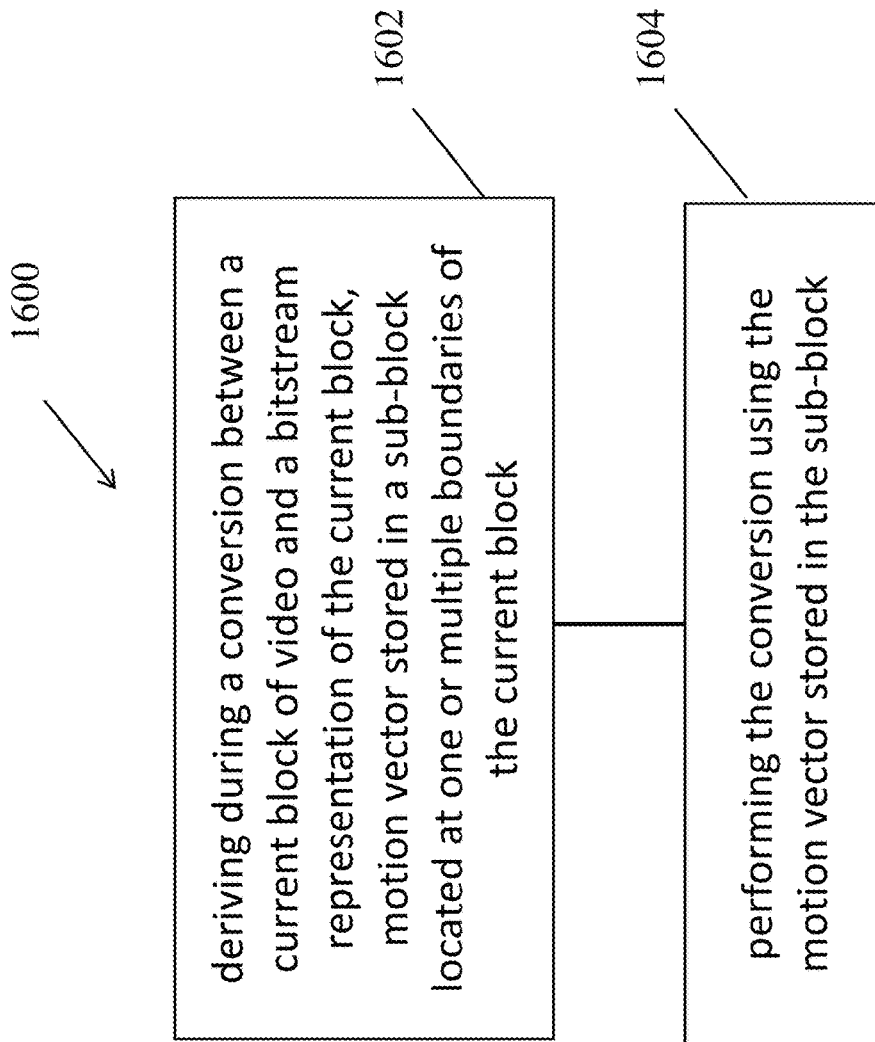 1600
deriving during a conversion between a
current block of video and a bitstream
representation of the current block,
motion vector stored in a sub-block
located at one or multiple boundaries of
the current block
1602
performing the conversion using the
motion vector stored in the sub-block
1604